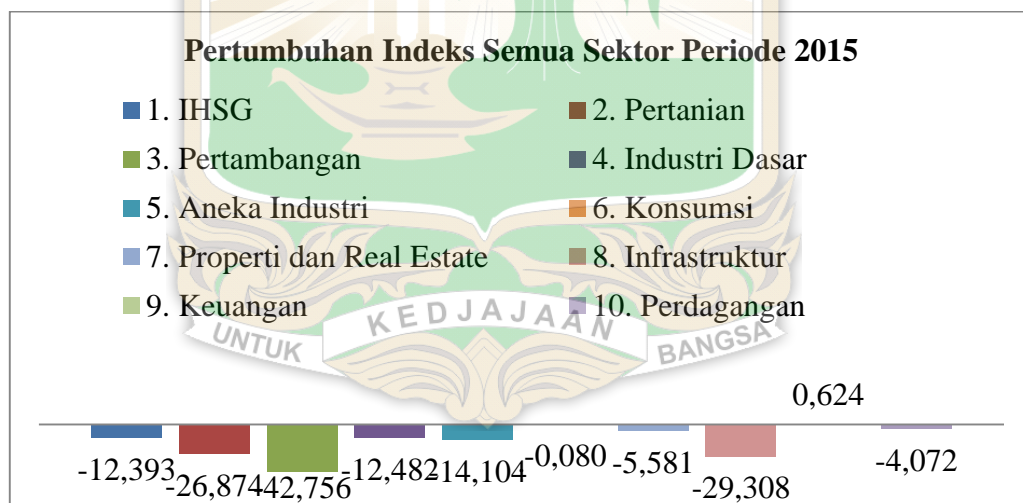 Pertumbuhan Indeks Semua Sektor Periode 2015
1. IHSG
2. Pertanian
3. Pertambangan
4. Industri Dasar
5. Aneka Industri
6. Konsumsi
7. Properti dan Real Estate
8. Infrastruktur
9. Keuangan
10. Perdagangan
UNTUK KEDJAJAAN BANGSA
0,624
-12,393
-26,874
-42,756
-12,482
-14,104
-0,080
-5,581
-29,308
-4,072